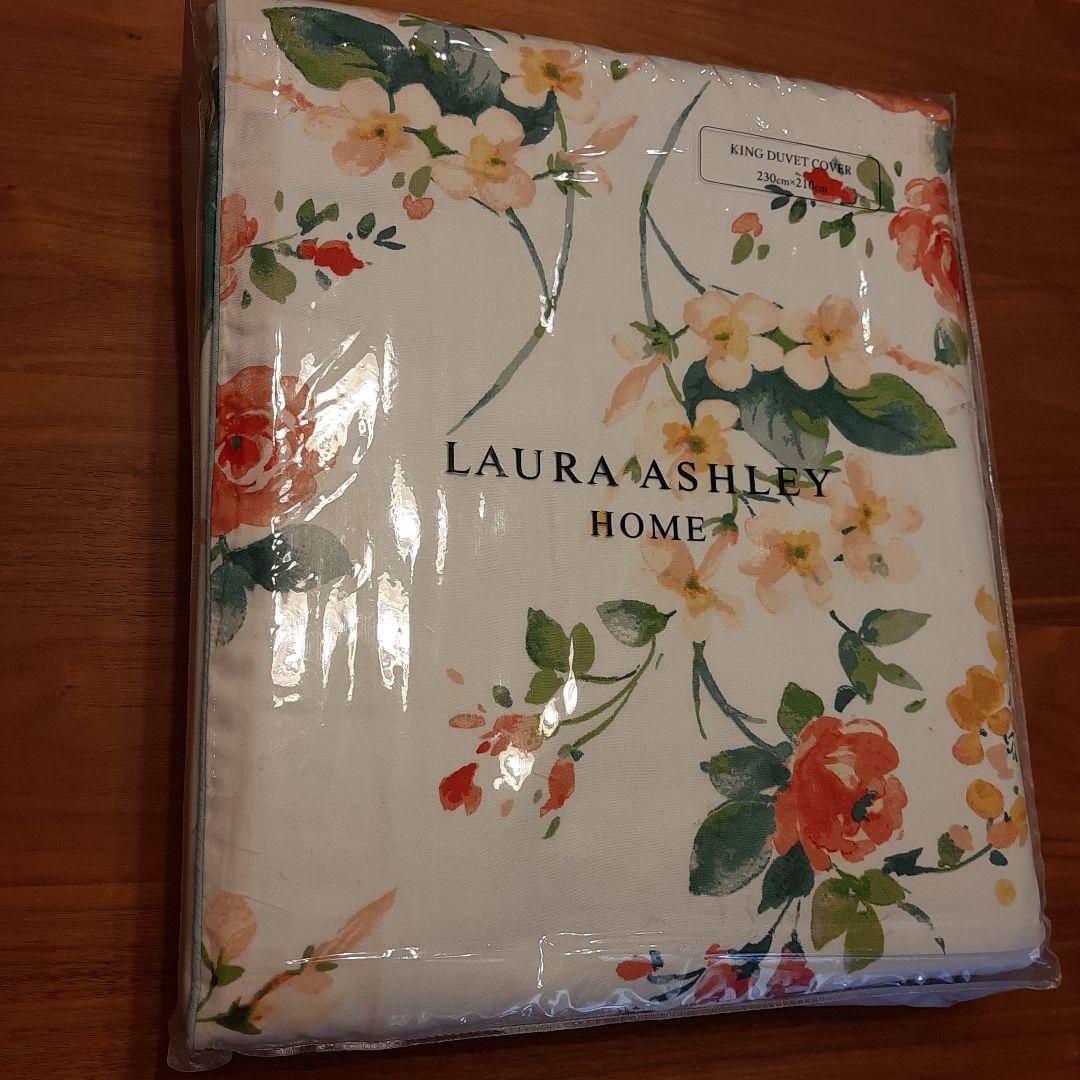 KING DUVET COVER
230cm×210cm
LAURA ASHLEY
HOME